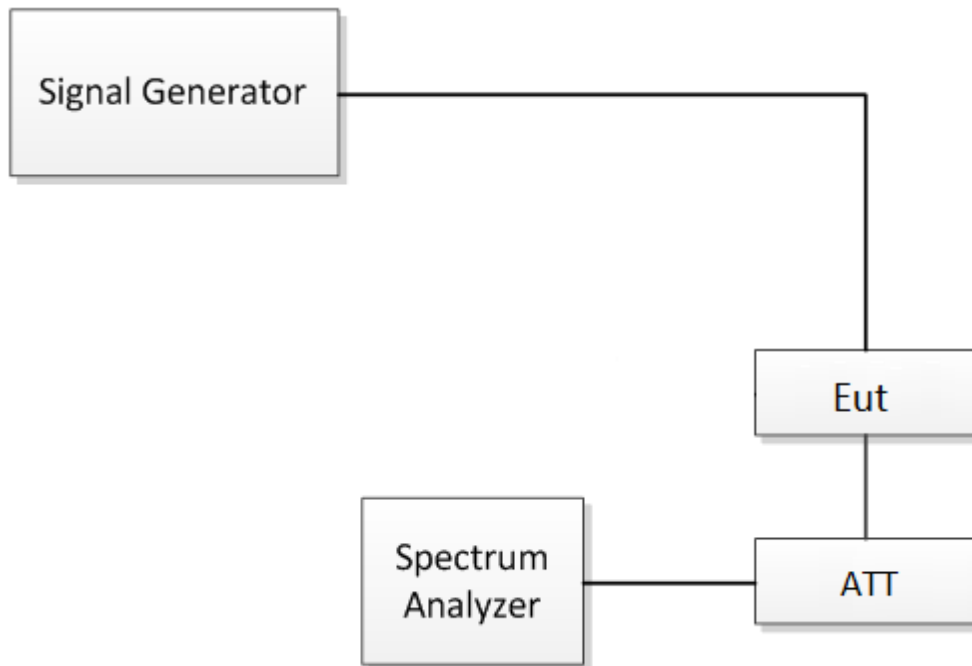 Signal Generator
Eut
Spectrum
Analyzer
ATT